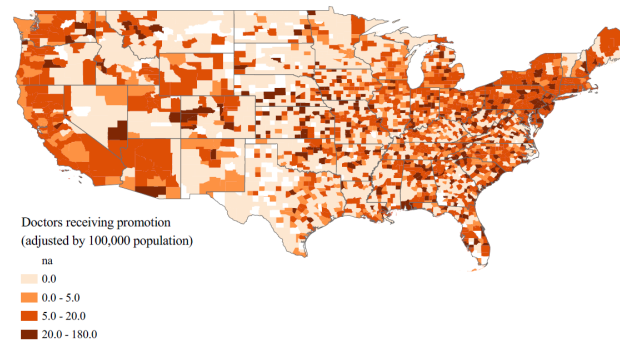 Doctors receiving promotion
(adjusted by 100,000 population)
na
0.0
0.0 - 5.0
5.0 - 20.0
20.0 - 180.0